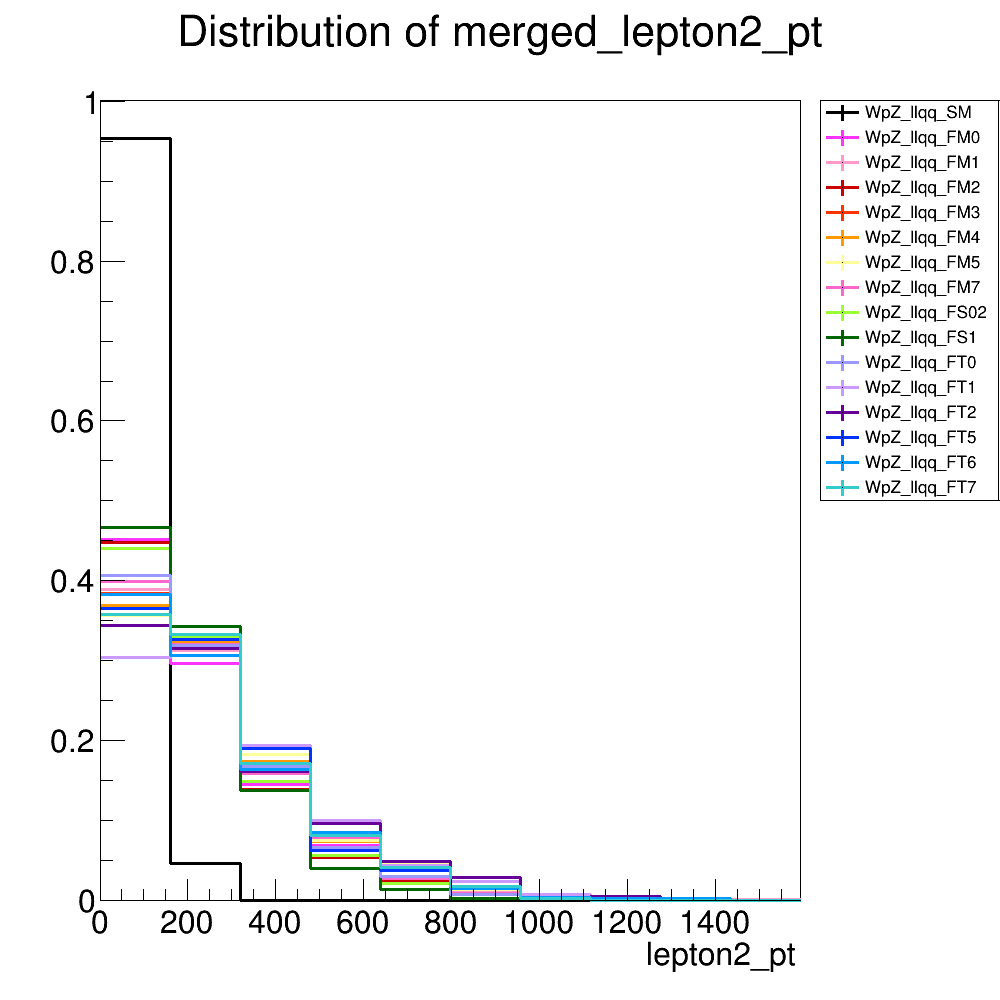 Distribution of merged_lepton2_pt
1
0.8
0.6
0.4
0.2
0
0 200 400 600 800 1000 1200 1400
lepton2_pt
WpZ_llqq_SM
WpZ_llqq_FM0
WpZ_llqq_FM1
WpZ_llqq_FM2
WpZ_llqq_FM3
WpZ_llqq_FM4
WpZ_llqq_FM5
WpZ_llqq_FM7
WpZ_llqq_FS02
WpZ_llqq_FS1
WpZ_llqq_FT0
WpZ_llqq_FT1
WpZ_llqq_FT2
WpZ_llqq_FT5
WpZ_llqq_FT6
WpZ_llqq_FT7